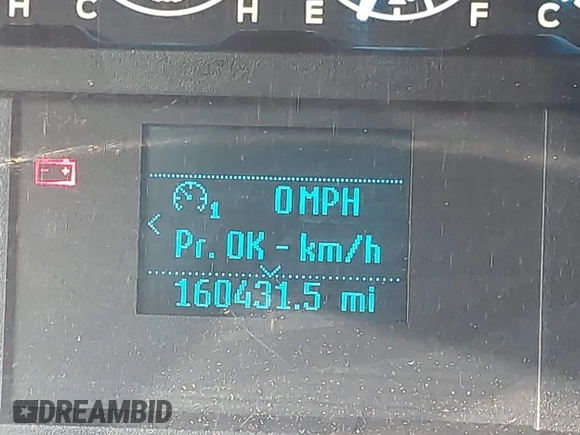 H C H E F C
1 0 MPH
Pr. OK - km/h
160431.5 mi
DREAMBID